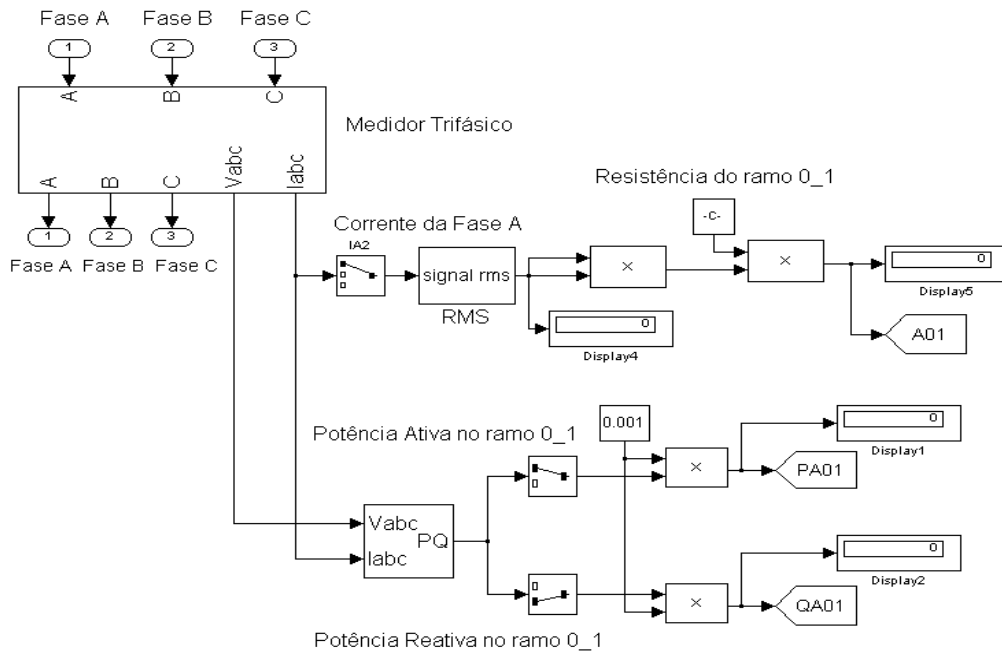 Fase A
Fase B
Fase C
1
2
3
A
B
C
Medidor Trifásico
A
B
C
Vabc
Iabc
1
2
3
Fase A
Fase B
Fase C
Resistência do ramo 0_1
-C-
Corrente da Fase A
IA2
signal rms
RMS
×
×
0
Display5
0
Display4
A01
Potência Ativa no ramo 0_1
0.001
×
0
Display1
PA01
Vabc
Iabc
PQ
×
0
Display2
QA01
Potência Reativa no ramo 0_1